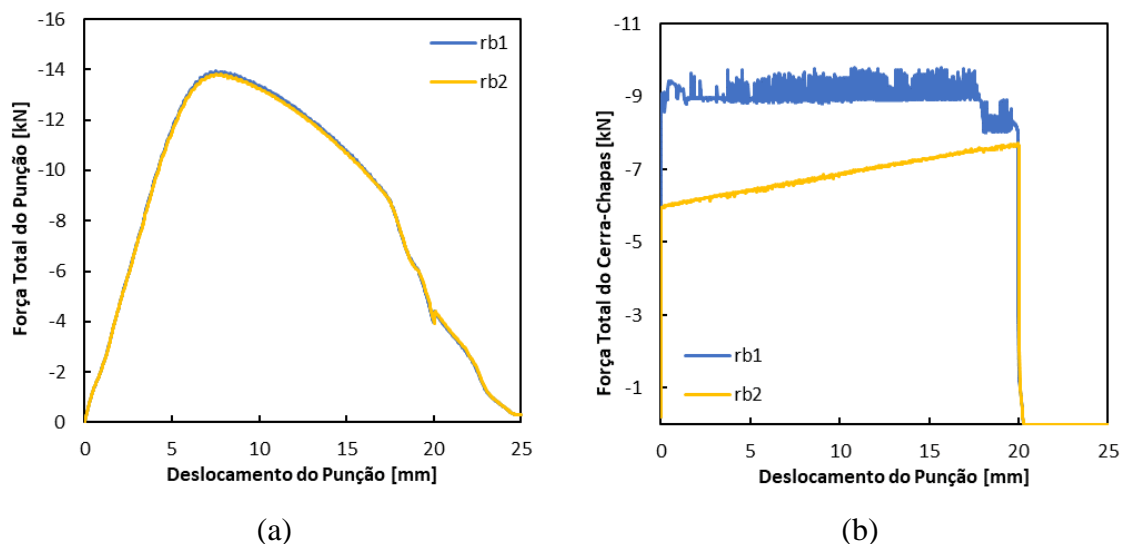 Força Total do Punção [kN]
-16
-14
-12
-10
-8
-6
-4
-2
0
0 5 10 15 20 25
Deslocamento do Punção [mm]
rb1
rb2
(a)
Força Total do Cerra-Chapas [kN]
-11
-9
-7
-5
-3
-1
rb1
rb2
0 5 10 15 20 25
Deslocamento do Punção [mm]
(b)